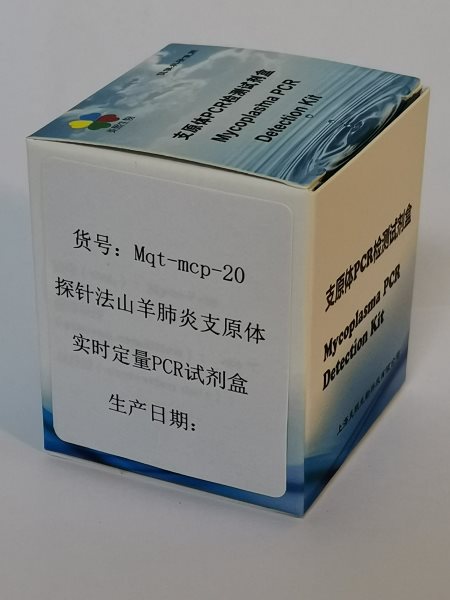 支原体PCR检测试剂盒
Mycoplasma PCR
Detection Kit
货号：Mqt-mcp-20
探针法山羊肺炎支原体
实时定量PCR试剂盒
生产日期：
支原体PCR检测试剂盒
Mycoplasma PCR
Detection Kit